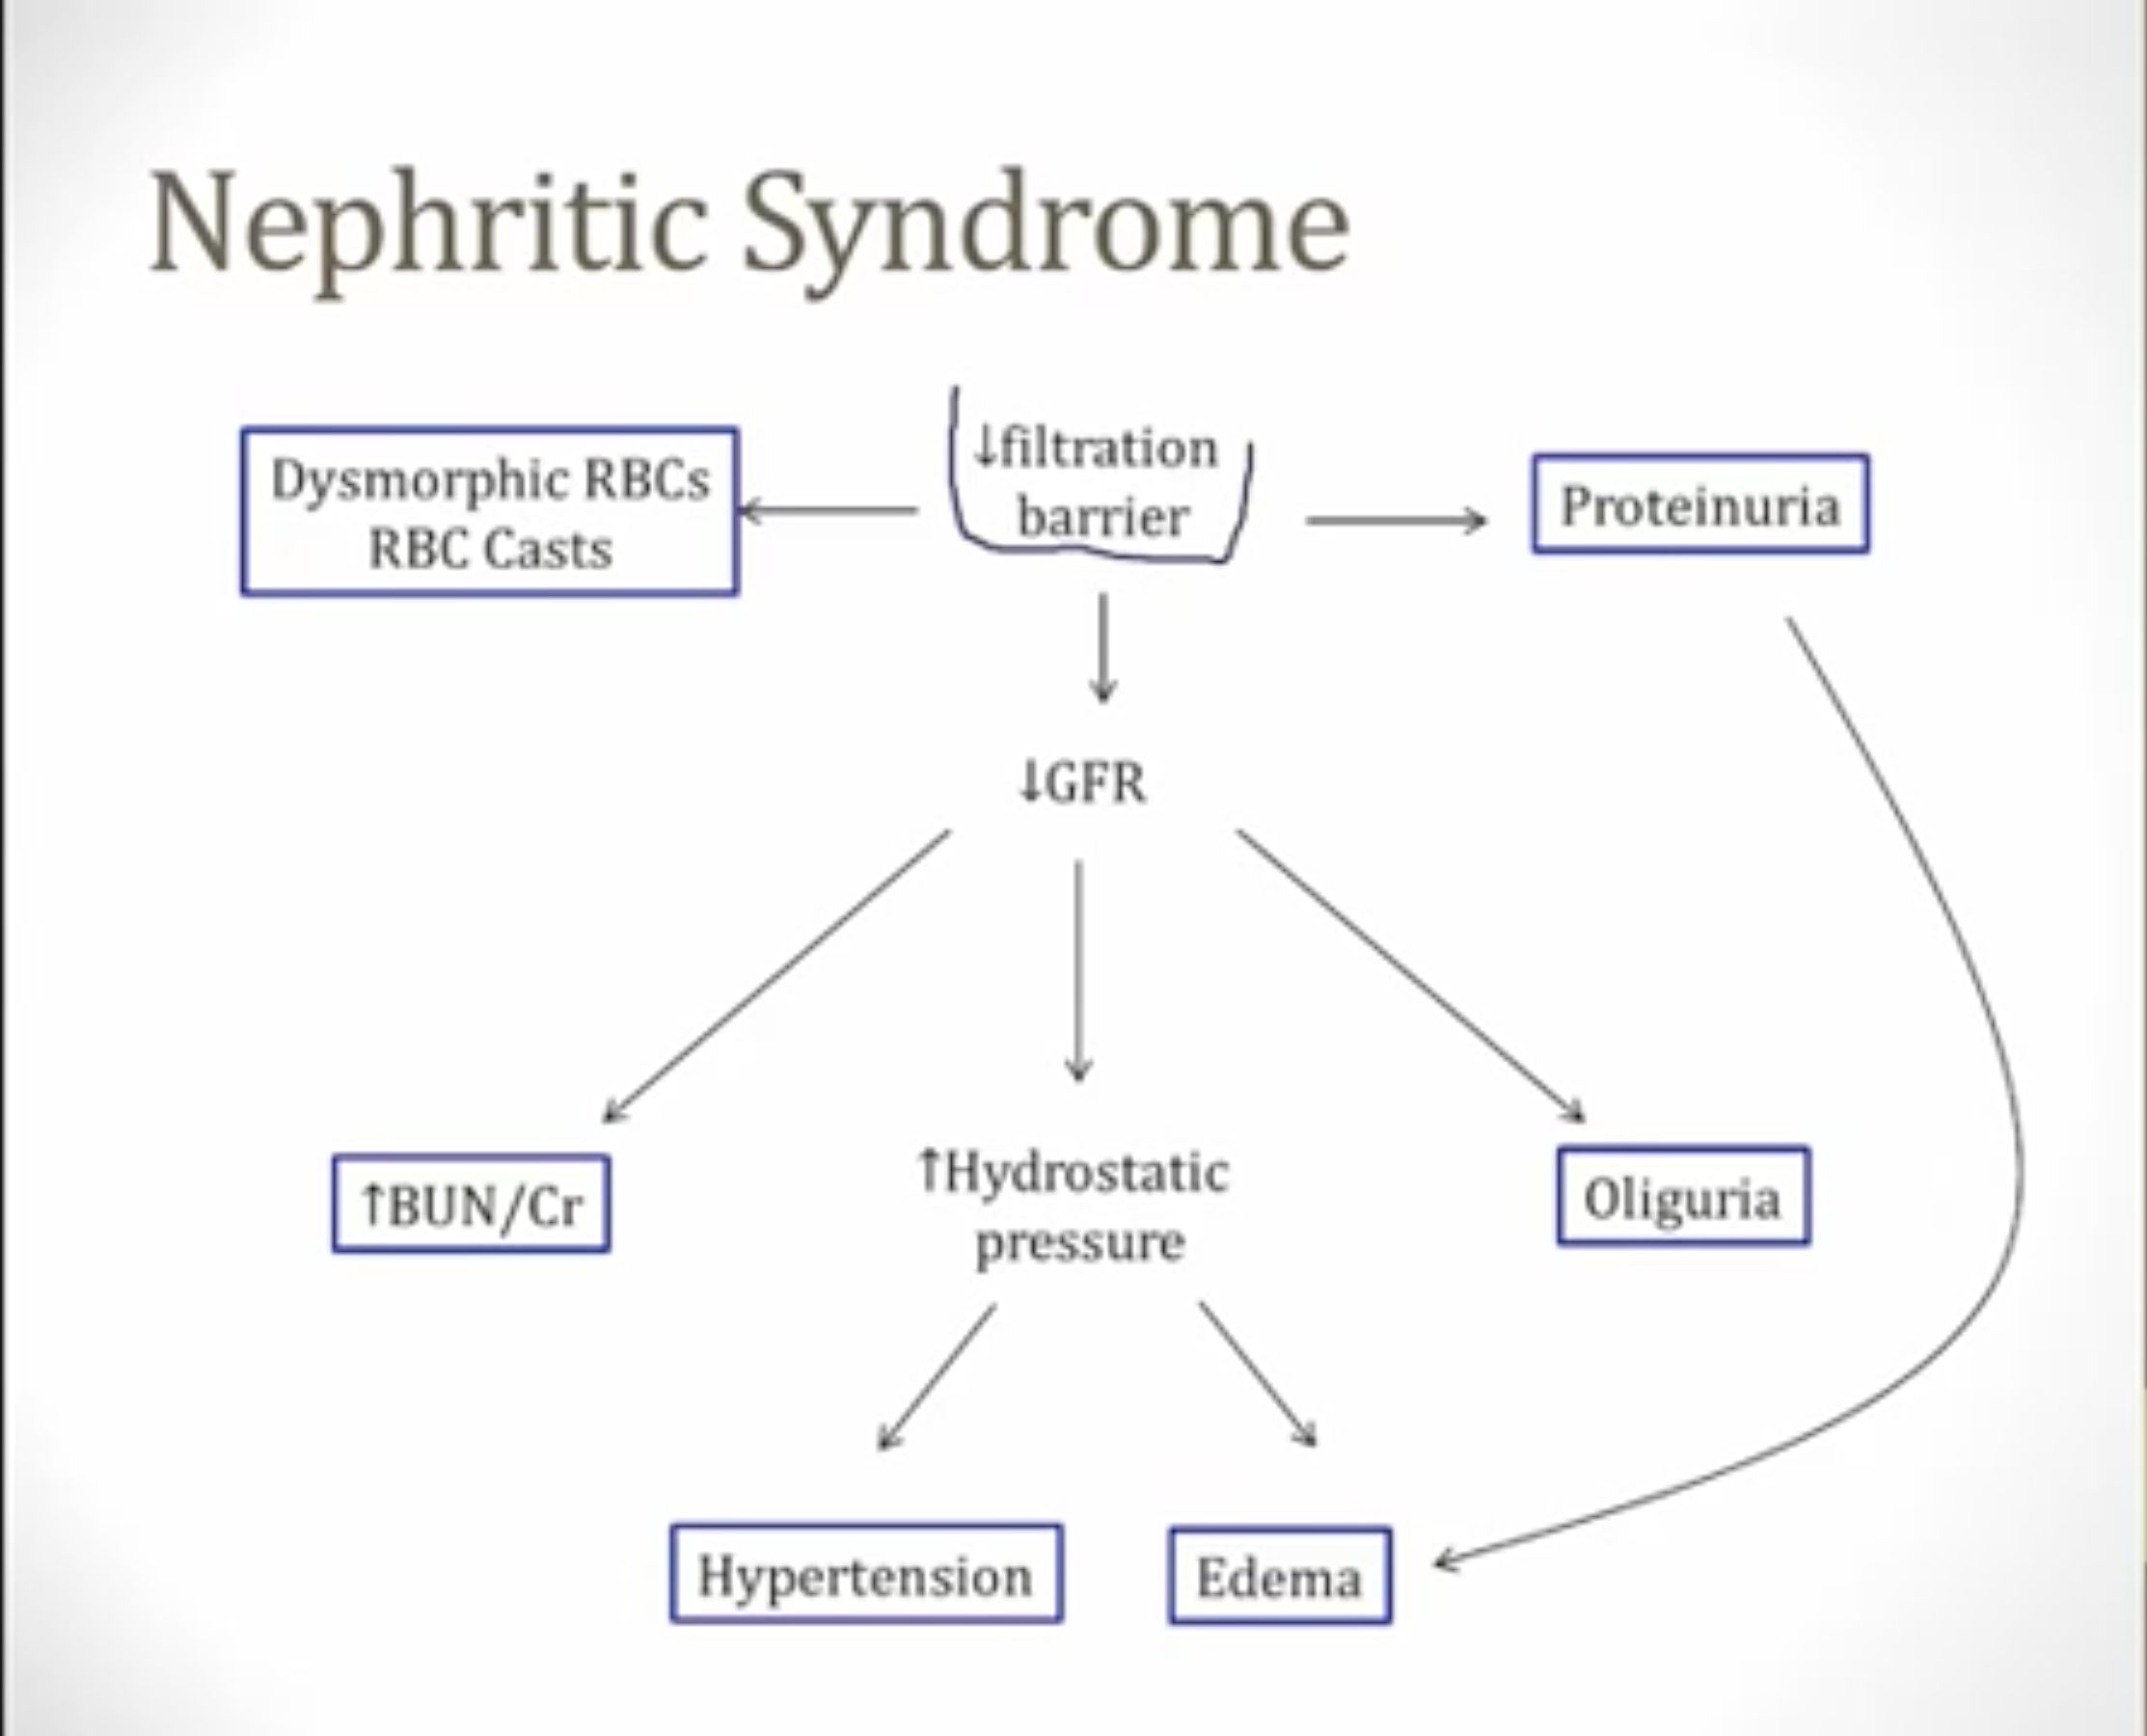 Nephritic Syndrome
Dysmorphic RBCs
RBC Casts
↓filtration
barrier
Proteinuria
↓GFR
↑BUN/Cr
↑Hydrostatic
pressure
Oliguria
Hypertension
Edema